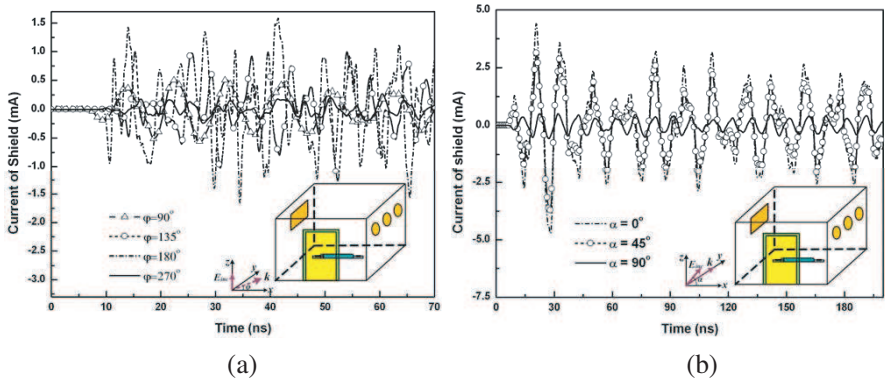 (a)
Current of Shield (mA)
1.5
1.0
0.5
0.0
-0.5
-1.0
-1.5
-2.0
-2.5
-3.0
φ=90°
φ=135°
φ=180°
φ=270°
z
y
E_inc
k
φ
x
0 10 20 30 40 50 60 70
Time (ns)
(a)
(b)
Current of shield (mA)
5.0
2.5
0.0
-2.5
-5.0
-7.5
α = 0°
α = 45°
α = 90°
z
y
E_inc
k
α
x
0 30 60 90 120 150 180
Time (ns)
(b)